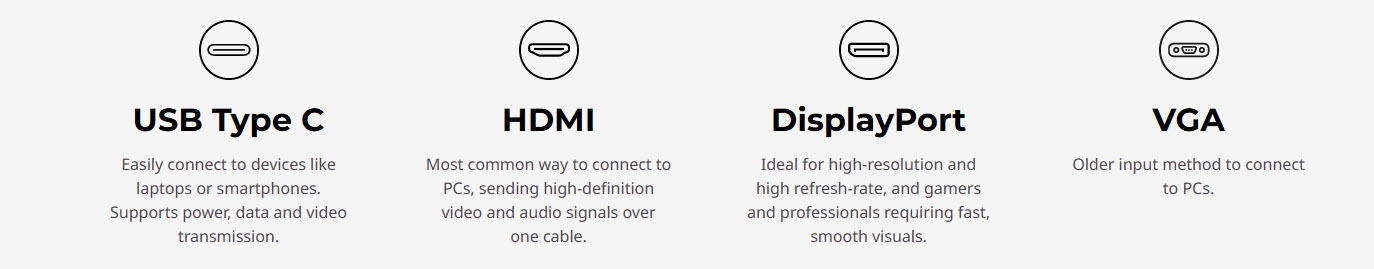 USB Type C
Easily connect to devices like
laptops or smartphones.
Supports power, data and video
transmission.
HDMI
Most common way to connect to
PCs, sending high-definition
video and audio signals over
one cable.
DisplayPort
Ideal for high-resolution and
high refresh-rate, and gamers
and professionals requiring fast,
smooth visuals.
VGA
Older input method to connect
to PCs.